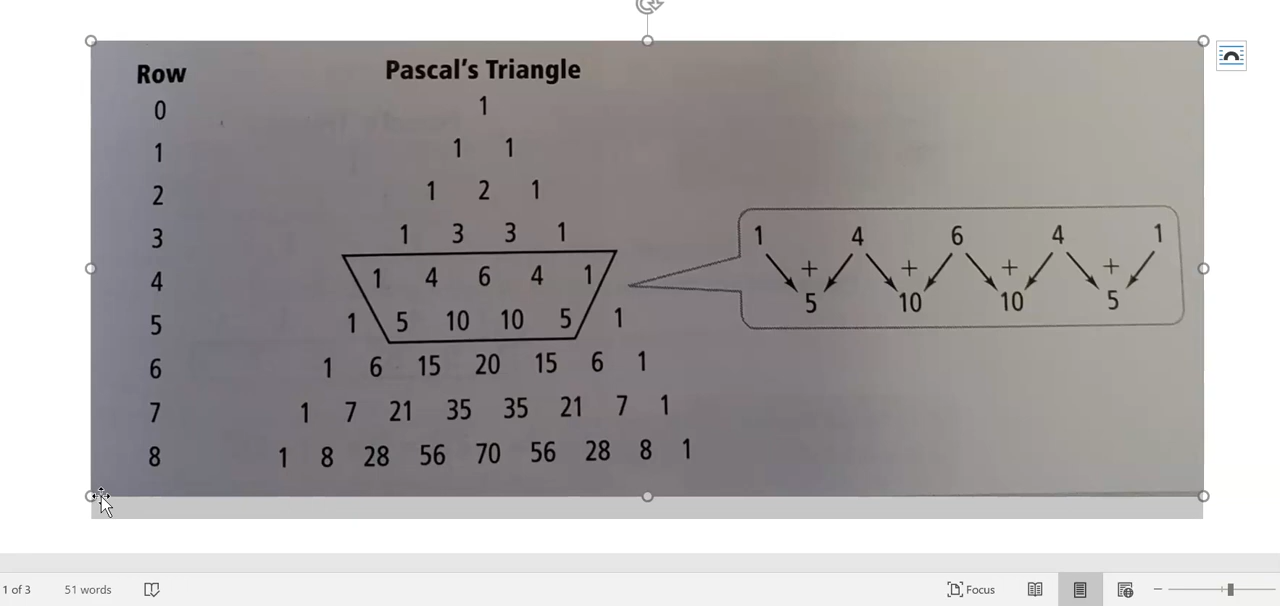 Row Pascal's Triangle
0 1
1 1 1
2 1 2 1
3 1 3 3 1
4 1 4 6 4 1
5 1 5 10 10 5 1
6 1 6 15 20 15 6 1
7 1 7 21 35 35 21 7 1
8 1 8 28 56 70 56 28 8 1
1 4 6 4 1
+ + + +
5 10 10 5
1 of 3 51 words Focus